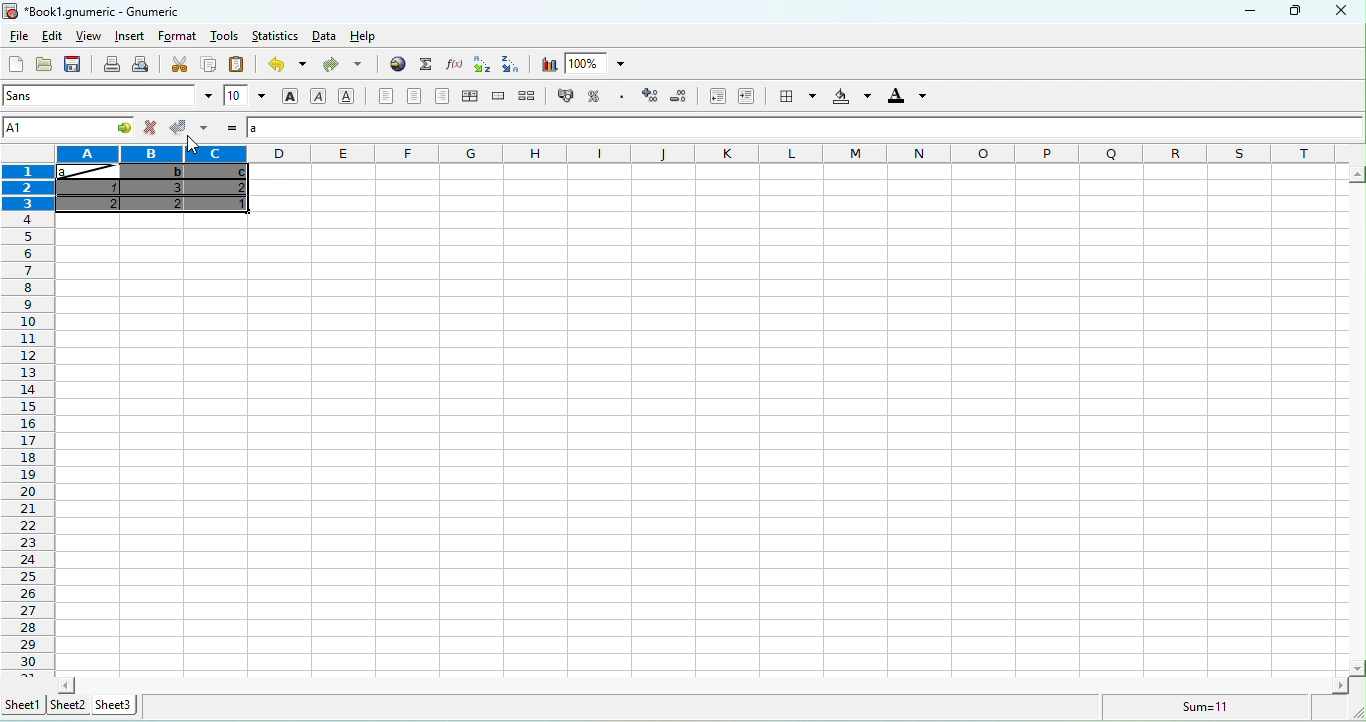 *Book1.gnumeric - Gnumeric
File Edit View Insert Format Tools Statistics Data Help
f(x) 100%
Sans 10 A A A % A
A1 = a
A B C D E F G H I J K L M N O P Q R S T
1 a b c
2 1 3 2
3 2 2 1
4
5
6
7
8
9
10
11
12
13
14
15
16
17
18
19
20
21
22
23
24
25
26
27
28
29
30
Sheet1 Sheet2 Sheet3 Sum=11